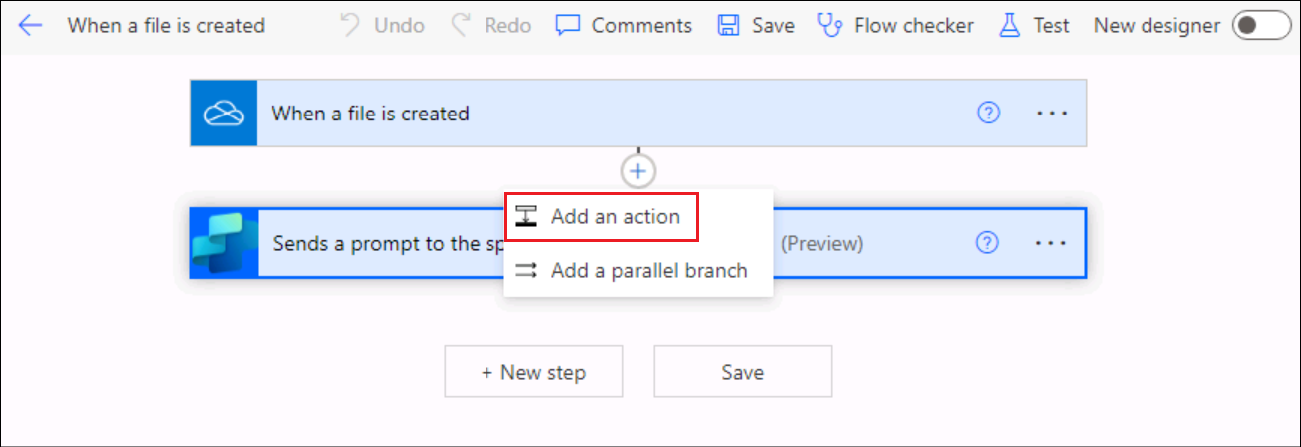 When a file is created Undo Redo Comments Save Flow checker Test New designer
When a file is created ? ...
+
Add an action
Sends a prompt to the sp (Preview) ? ...
Add a parallel branch
+ New step Save